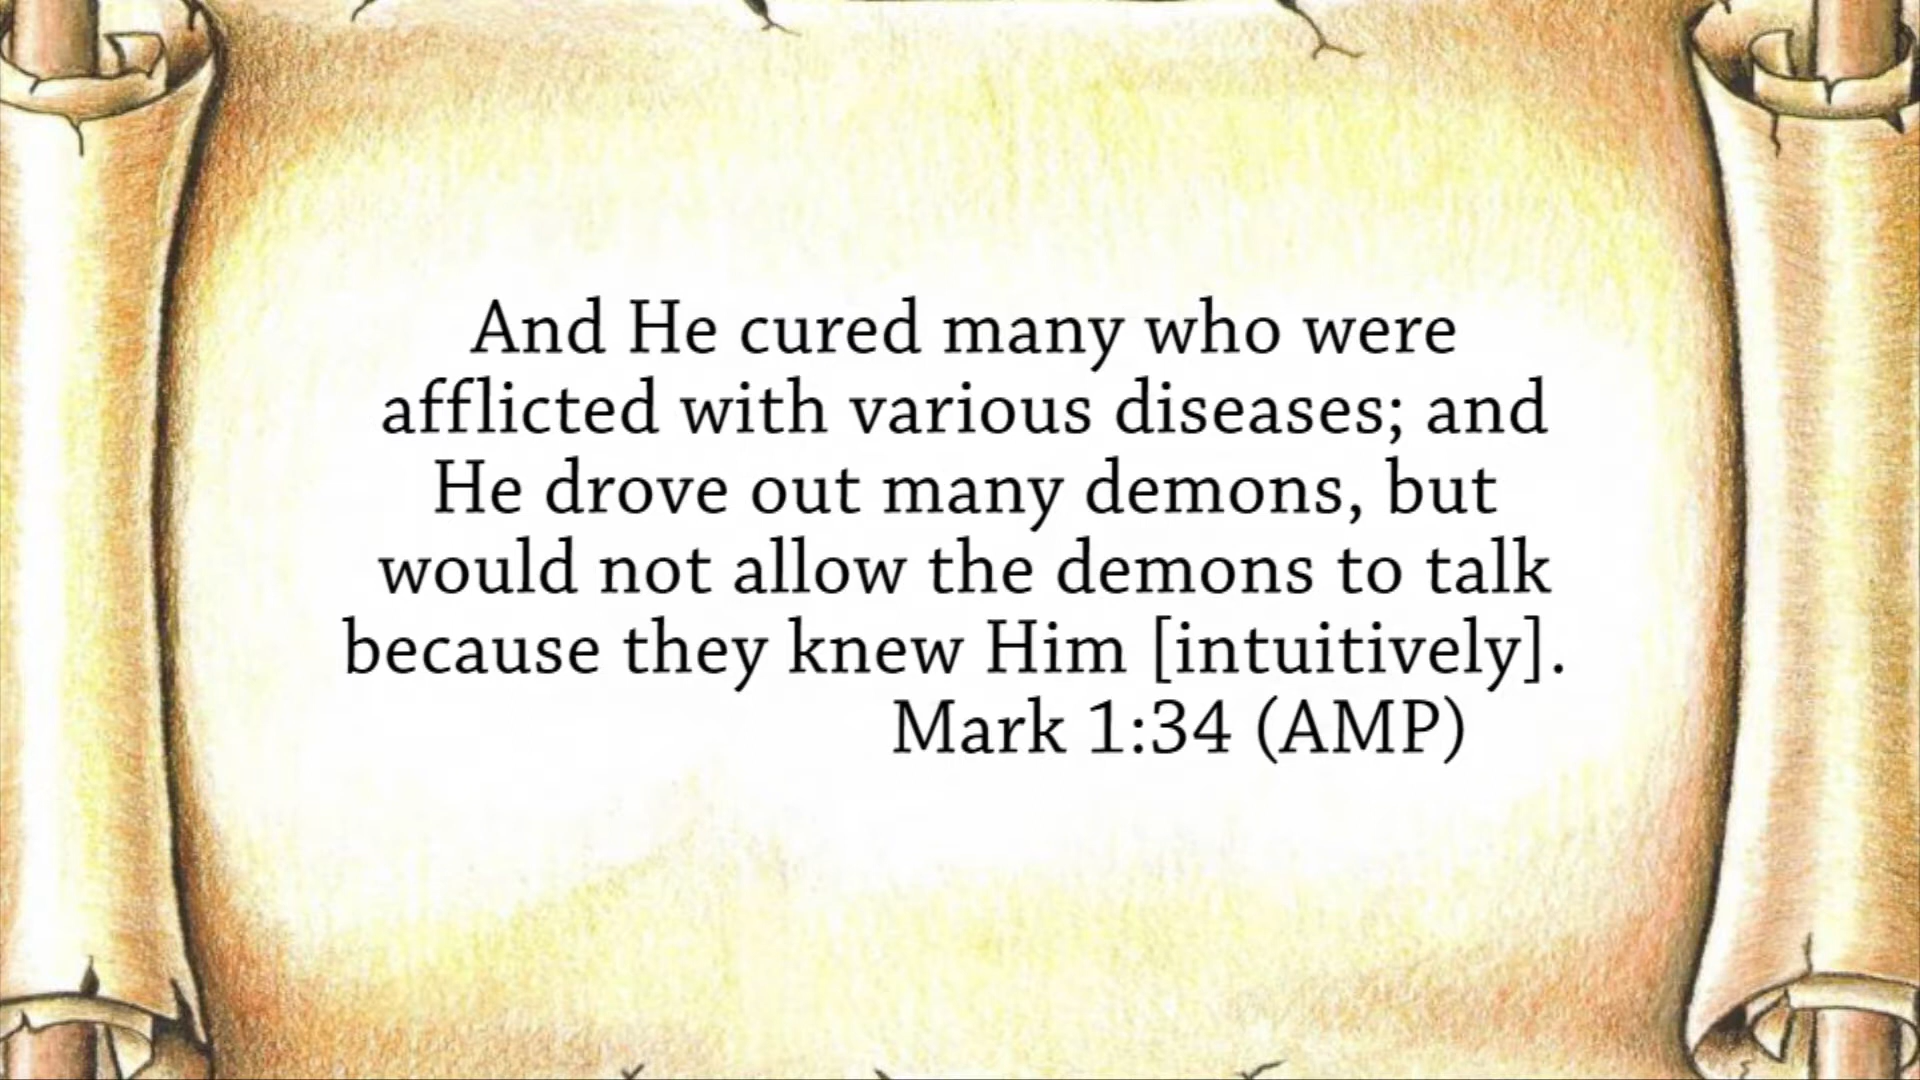 And He cured many who were
afflicted with various diseases; and
He drove out many demons, but
would not allow the demons to talk
because they knew Him [intuitively].
Mark 1:34 (AMP)